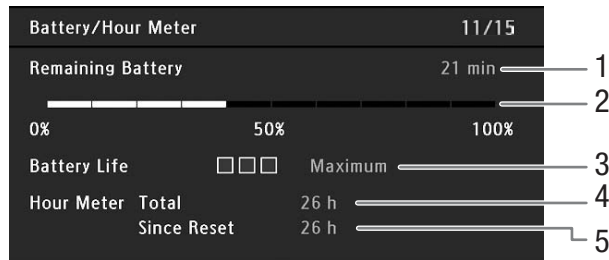 Battery/Hour Meter 11/15
Remaining Battery 21 min 1
2
0% 50% 100%
Battery Life Maximum 3
Hour Meter Total 26 h 4
Since Reset 26 h 5